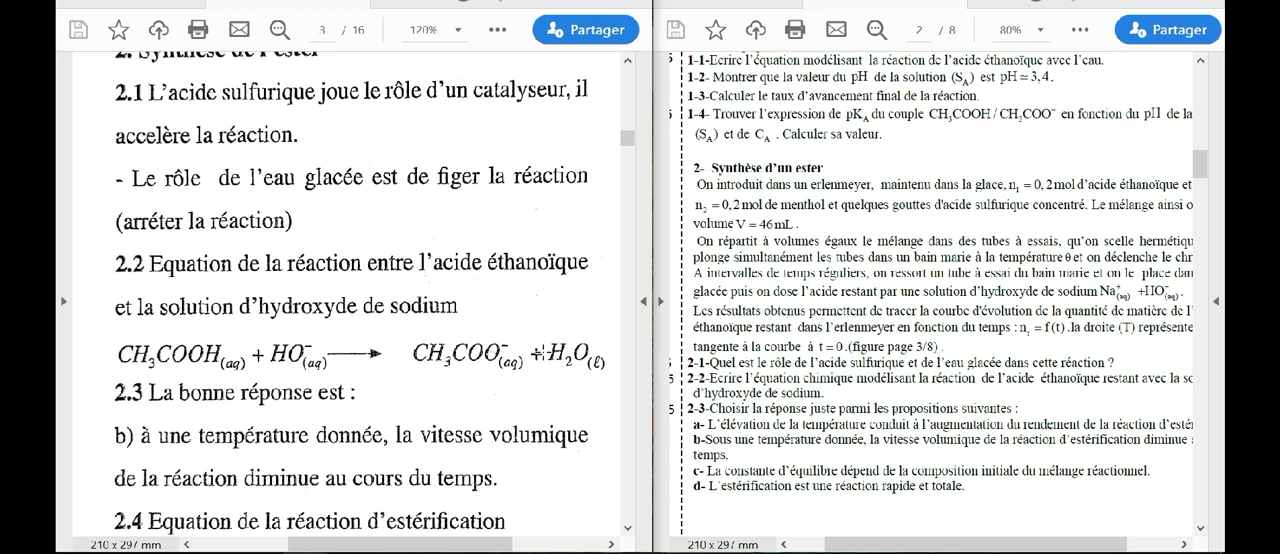 3 / 16
120%
Partager
2. Synthèse de l'ester
2.1 L'acide sulfurique joue le rôle d'un catalyseur, il
accelère la réaction.
- Le rôle de l'eau glacée est de figer la réaction
(arréter la réaction)
2.2 Equation de la réaction entre l'acide éthanoïque
et la solution d'hydroxyde de sodium
CH₃COOH(aq) + HO⁻(aq) → CH₃COO⁻(aq) + H₂O(ℓ)
2.3 La bonne réponse est :
b) à une température donnée, la vitesse volumique
de la réaction diminue au cours du temps.
2.4 Equation de la réaction d'estérification
210 x 297 mm
2 / 8
80%
Partager
5 1-1-Ecrire l'équation modélisant la réaction de l'acide éthanoïque avec l'eau.
1-2- Montrer que la valeur du pH de la solution (S_A) est pH ≃ 3,4.
1-3-Calculer le taux d'avancement final de la réaction.
5 1-4- Trouver l'expression de pK_A du couple CH₃COOH / CH₃COO⁻ en fonction du pH de la
(S_A) et de C_A . Calculer sa valeur.
2- Synthèse d'un ester
On introduit dans un erlenmeyer, maintenu dans la glace, n₁ = 0,2 mol d'acide éthanoïque et
n₂ = 0,2 mol de menthol et quelques gouttes d'acide sulfurique concentré. Le mélange ainsi o
volume V = 46 mL .
On répartit à volumes égaux le mélange dans des tubes à essais, qu'on scelle hermétiqu
plonge simultanément les tubes dans un bain marie à la température θ et on déclenche le chr
A intervalles de temps réguliers, on ressort un tube à essai du bain marie et on le place dan
glacée puis on dose l'acide restant par une solution d'hydroxyde de sodium Na⁺(aq) +HO⁻(aq) .
Les résultats obtenus permettent de tracer la courbe d'évolution de la quantité de matière de l'
éthanoïque restant dans l'erlenmeyer en fonction du temps : n_r = f(t) .la droite (T) représente
tangente à la courbe à t = 0 .(figure page 3/8) .
2-1-Quel est le rôle de l'acide sulfurique et de l'eau glacée dans cette réaction ?
5 2-2-Ecrire l'équation chimique modélisant la réaction de l'acide éthanoïque restant avec la so
d'hydroxyde de sodium.
5 2-3-Choisir la réponse juste parmi les propositions suivantes :
a- L'élévation de la température conduit à l'augmentation du rendement de la réaction d'esté
b-Sous une température donnée, la vitesse volumique de la réaction d'estérification diminue
temps.
c- La constante d'équilibre dépend de la composition initiale du mélange réactionnel.
d- L'estérification est une réaction rapide et totale.
210 x 297 mm